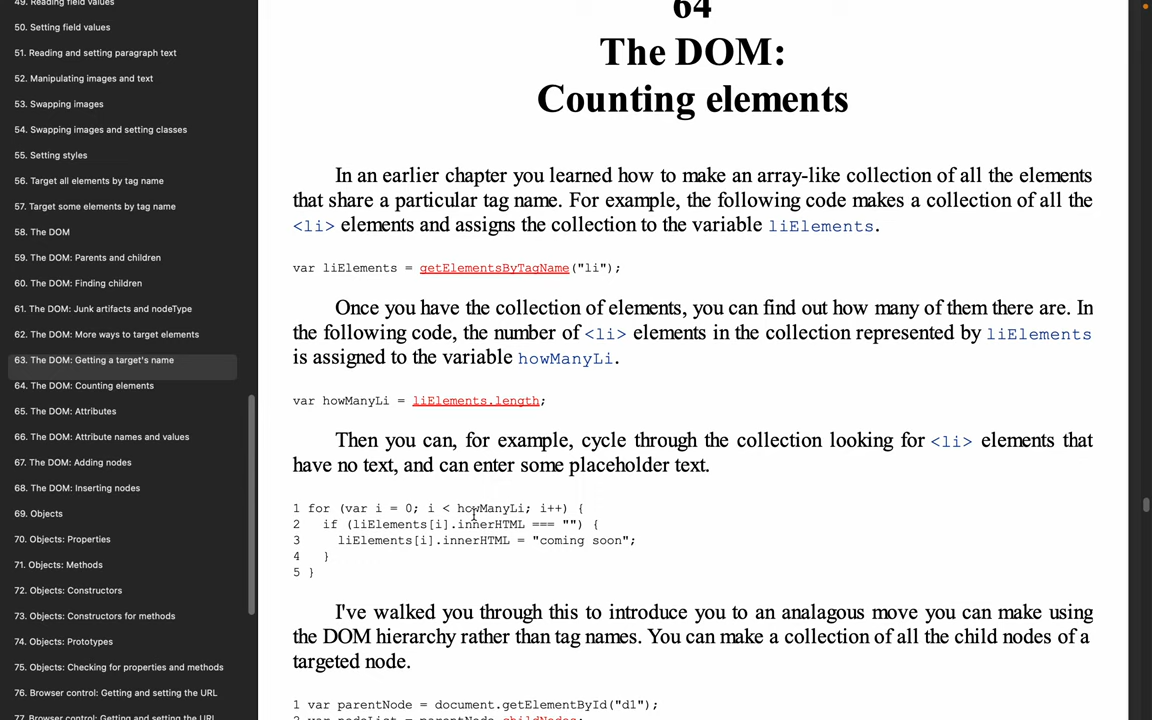 49. Reading field values
50. Setting field values
51. Reading and setting paragraph text
52. Manipulating images and text
53. Swapping images
54. Swapping images and setting classes
55. Setting styles
56. Target all elements by tag name
57. Target some elements by tag name
58. The DOM
59. The DOM: Parents and children
60. The DOM: Finding children
61. The DOM: Junk artifacts and nodeType
62. The DOM: More ways to target elements
63. The DOM: Getting a target's name
64. The DOM: Counting elements
65. The DOM: Attributes
66. The DOM: Attribute names and values
67. The DOM: Adding nodes
68. The DOM: Inserting nodes
69. Objects
70. Objects: Properties
71. Objects: Methods
72. Objects: Constructors
73. Objects: Constructors for methods
74. Objects: Prototypes
75. Objects: Checking for properties and methods
76. Browser control: Getting and setting the URL
77. Browser control: Getting and setting the URL
64
The DOM:
Counting elements
In an earlier chapter you learned how to make an array-like collection of all the elements
that share a particular tag name. For example, the following code makes a collection of all the
<li> elements and assigns the collection to the variable liElements.
var liElements = getElementsByTagName("li");
Once you have the collection of elements, you can find out how many of them there are. In
the following code, the number of <li> elements in the collection represented by liElements
is assigned to the variable howManyLi.
var howManyLi = liElements.length;
Then you can, for example, cycle through the collection looking for <li> elements that
have no text, and can enter some placeholder text.
1 for (var i = 0; i < howManyLi; i++) {
2   if (liElements[i].innerHTML === "") {
3     liElements[i].innerHTML = "coming soon";
4   }
5 }
I've walked you through this to introduce you to an analagous move you can make using
the DOM hierarchy rather than tag names. You can make a collection of all the child nodes of a
targeted node.
1 var parentNode = document.getElementById("d1");
2 var nodeList = parentNode.childNodes;